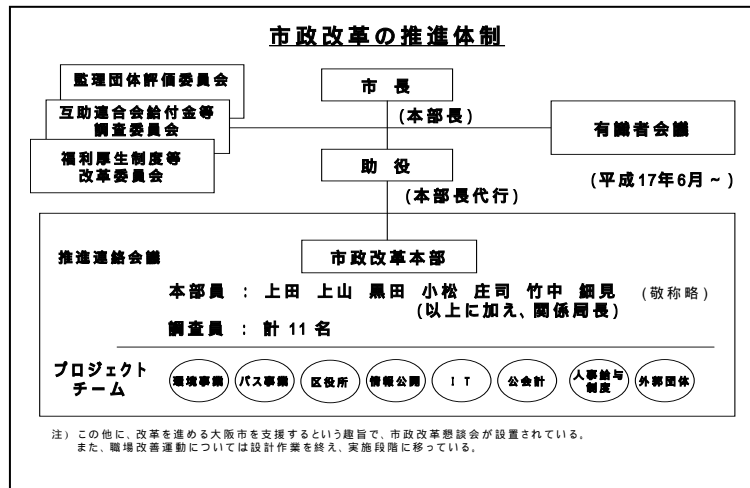 市政改革の推進体制
監理団体評価委員会
互助連合会給付金等
調査委員会
福利厚生制度等
改革委員会
市 長
(本部長)
有識者会議
助 役
(平成17年6月～)
(本部長代行)
推進連絡会議
市政改革本部
本部員 : 上田 上山 黒田 小松 庄司 竹中 細見 (敬称略)
(以上に加え、関係局長)
調査員 : 計 11 名
プロジェクト
チーム
環境事業
バス事業
区役所
情報公開
I T
公会計
人事給与
制度
外郭団体
注) この他に、改革を進める大阪市を支援するという趣旨で、市政改革懇談会が設置されている。
また、職場改善運動については設計作業を終え、実施段階に移っている。